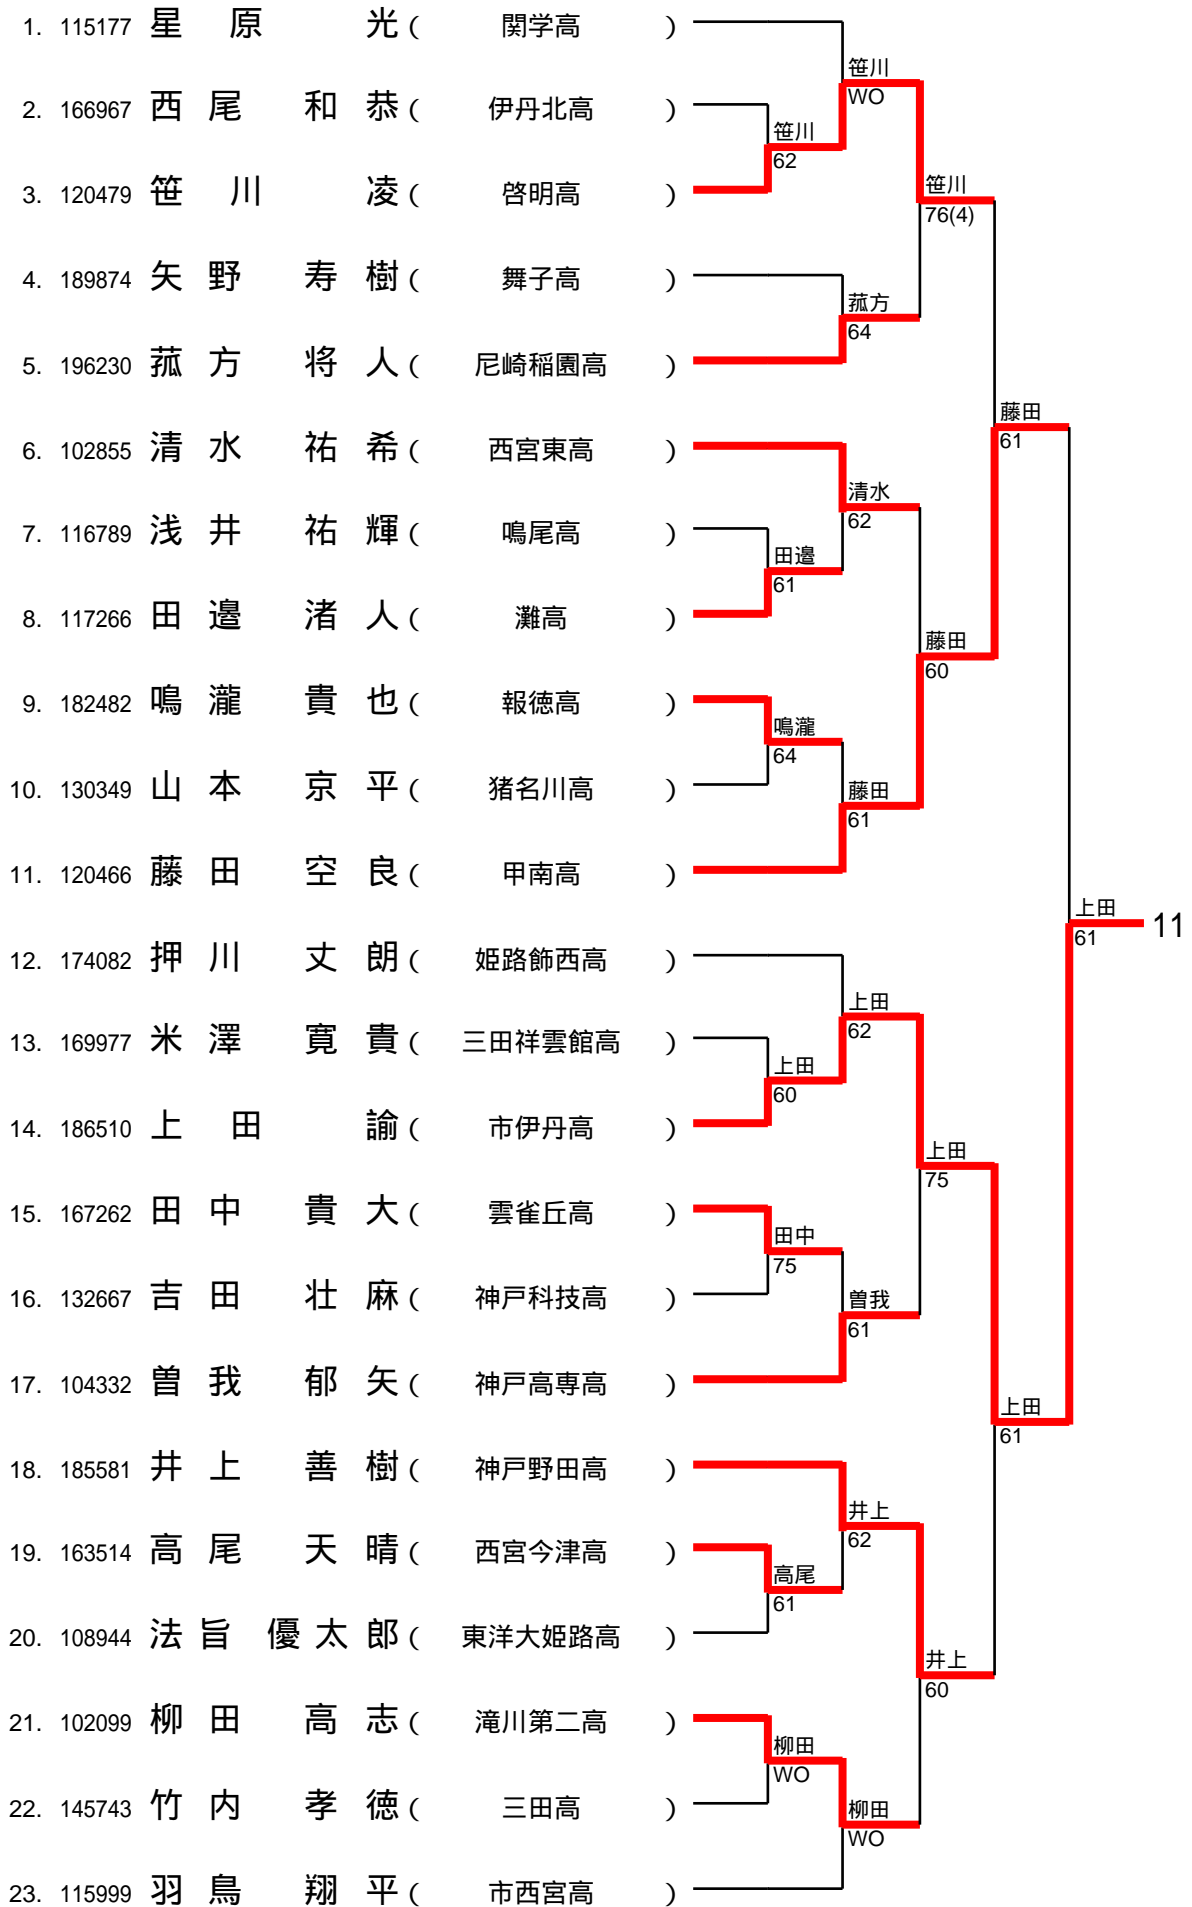 1. 115177 星 原 光 ( 関学高 )
笹川
WO
2. 166967 西 尾 和 恭 ( 伊丹北高 )
笹川
62
3. 120479 笹 川 凌 ( 啓明高 )
笹川
76(4)
4. 189874 矢 野 寿 樹 ( 舞子高 )
菰方
64
5. 196230 菰 方 将 人 ( 尼崎稲園高 )
藤田
61
6. 102855 清 水 祐 希 ( 西宮東高 )
清水
62
7. 116789 浅 井 祐 輝 ( 鳴尾高 )
田邉
61
8. 117266 田 邉 渚 人 ( 灘高 )
藤田
60
9. 182482 鳴 瀧 貴 也 ( 報徳高 )
鳴瀧
64
10. 130349 山 本 京 平 ( 猪名川高 )
藤田
61
11. 120466 藤 田 空 良 ( 甲南高 )
上田 11
61
12. 174082 押 川 丈 朗 ( 姫路飾西高 )
上田
62
13. 169977 米 澤 寛 貴 ( 三田祥雲館高 )
上田
60
14. 186510 上 田 諭 ( 市伊丹高 )
上田
75
15. 167262 田 中 貴 大 ( 雲雀丘高 )
田中
75
16. 132667 吉 田 壮 麻 ( 神戸科技高 )
曽我
61
17. 104332 曽 我 郁 矢 ( 神戸高専高 )
上田
61
18. 185581 井 上 善 樹 ( 神戸野田高 )
井上
62
19. 163514 高 尾 天 晴 ( 西宮今津高 )
高尾
61
20. 108944 法 旨 優 太 郎 ( 東洋大姫路高 )
井上
60
21. 102099 柳 田 高 志 ( 滝川第二高 )
柳田
WO
22. 145743 竹 内 孝 徳 ( 三田高 )
柳田
WO
23. 115999 羽 鳥 翔 平 ( 市西宮高 )